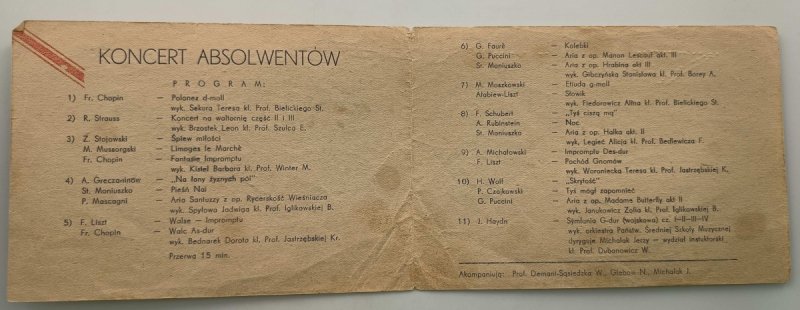 KONCERT ABSOLWENTÓW
PROGRAM:
1) Fr. Chopin — Polonez d-moll
wyk. Sekura Teresa kl. Prof. Bielickiego St.
2) R. Strauss — Koncert na waltornię część II i III
wyk. Brzostek Leon kl. Prof. Szulca E.
3) Z. Stojowski — Śpiew miłości
M. Mussorgski — Limoges le Marchè
Fr. Chopin — Fantasie Impromptu
wyk. Kistel Barbara kl. Prof. Winter M.
4) A. Greczaninow — „Na łony żyznych pól"
St. Moniuszko — Pieśń Nai
P. Mascagni — Aria Santuzzy z op. Rycerskość Wieśniacza
wyk. Spytowa Jadwiga kl. Prof. Iglikowskiej B.
5) F. Liszt — Walse — Impromptu
Fr. Chopin — Walc As-dur
wyk. Bednarek Dorota kl. Prof. Jastrzębskiej Kr.
Przerwa 15 min.
6) G. Faurè — Kolebki
G. Puccini — Aria z op. Manon Lescaut akt III
St. Moniuszko — Aria z op. Hrabina akt III
wyk. Gibczyńska Stanisława kl. Prof. Borey A.
7) M. Moszkowski — Etiuda g-moll
Ałabiew-Liszt — Słowik
wyk. Fiedorowicz Alina kl. Prof. Bielickiego St.
8) F. Schubert — „Tyś ciszą mą"
A. Rubinstein — Noc
St. Moniuszko — Aria z op. Halka akt II
wyk. Legieć Alicja kl. Prof. Bedlewicza F.
9) A. Michałowski — Impromptu Des-dur
F. Liszt — Pochód Gnomów
wyk. Woroniecka Teresa kl. Prof. Jastrzębskiej K,
10) H. Wolf — „Skrytość"
P. Czajkowski — Tyś mógł zapomnieć
G. Puccini — Aria z op. Madame Butterfly akt II
wyk. Janukowicz Zofia kl. Prof. Iglikowskiej B.
11) J. Haydn — Symfonia G-dur (wojskowa) cz. I—II—III—IV
wyk. orkiestra Państw. Średniej Szkoły Muzycznej
dyryguje Michalak Jerzy — wydział instuktorski
kl. Prof. Dubanowicz W.
Akompaniują: Prof. Demant-Sąsiedzka W., Glebow N., Michalak J.